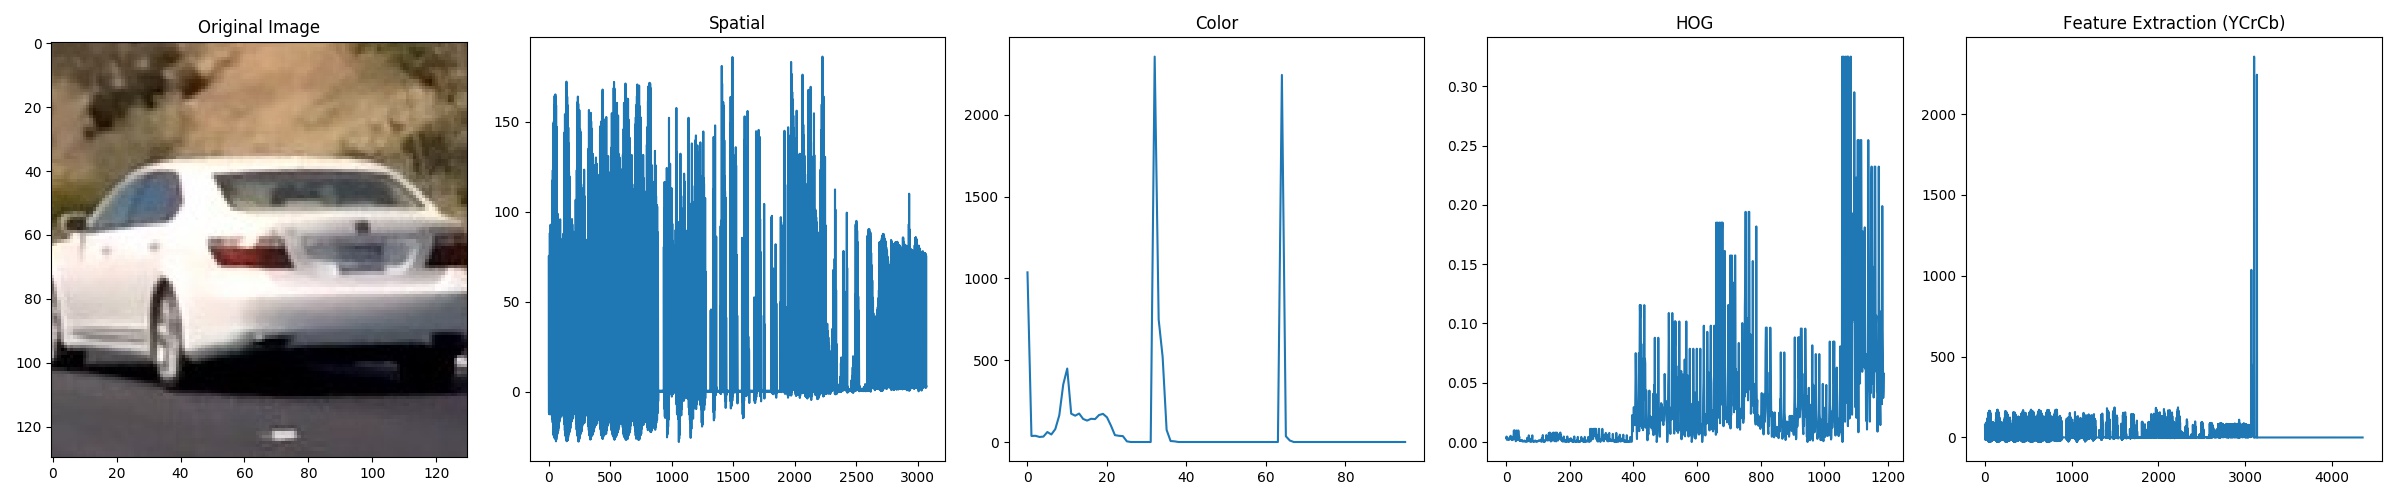 Original Image
0
20
40
60
80
100
120
0 20 40 60 80 100 120
Spatial
150
100
50
0
0 500 1000 1500 2000 2500 3000
Color
2000
1500
1000
500
0
0 20 40 60 80
HOG
0.30
0.25
0.20
0.15
0.10
0.05
0.00
0 200 400 600 800 1000 1200
Feature Extraction (YCrCb)
2000
1500
1000
500
0
0 1000 2000 3000 4000